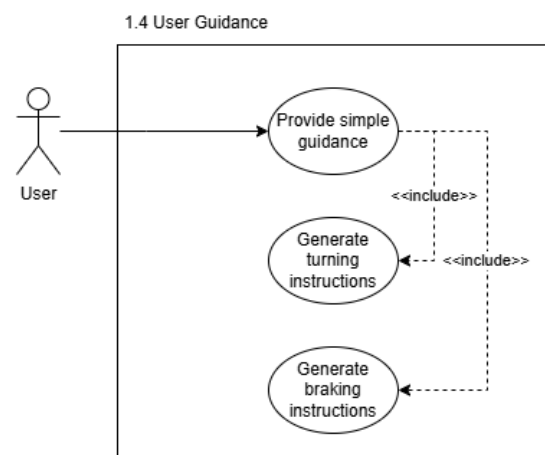 1.4 User Guidance
Provide simple
guidance
User
<<include>>
Generate
turning
instructions
<<include>>
Generate
braking
instructions